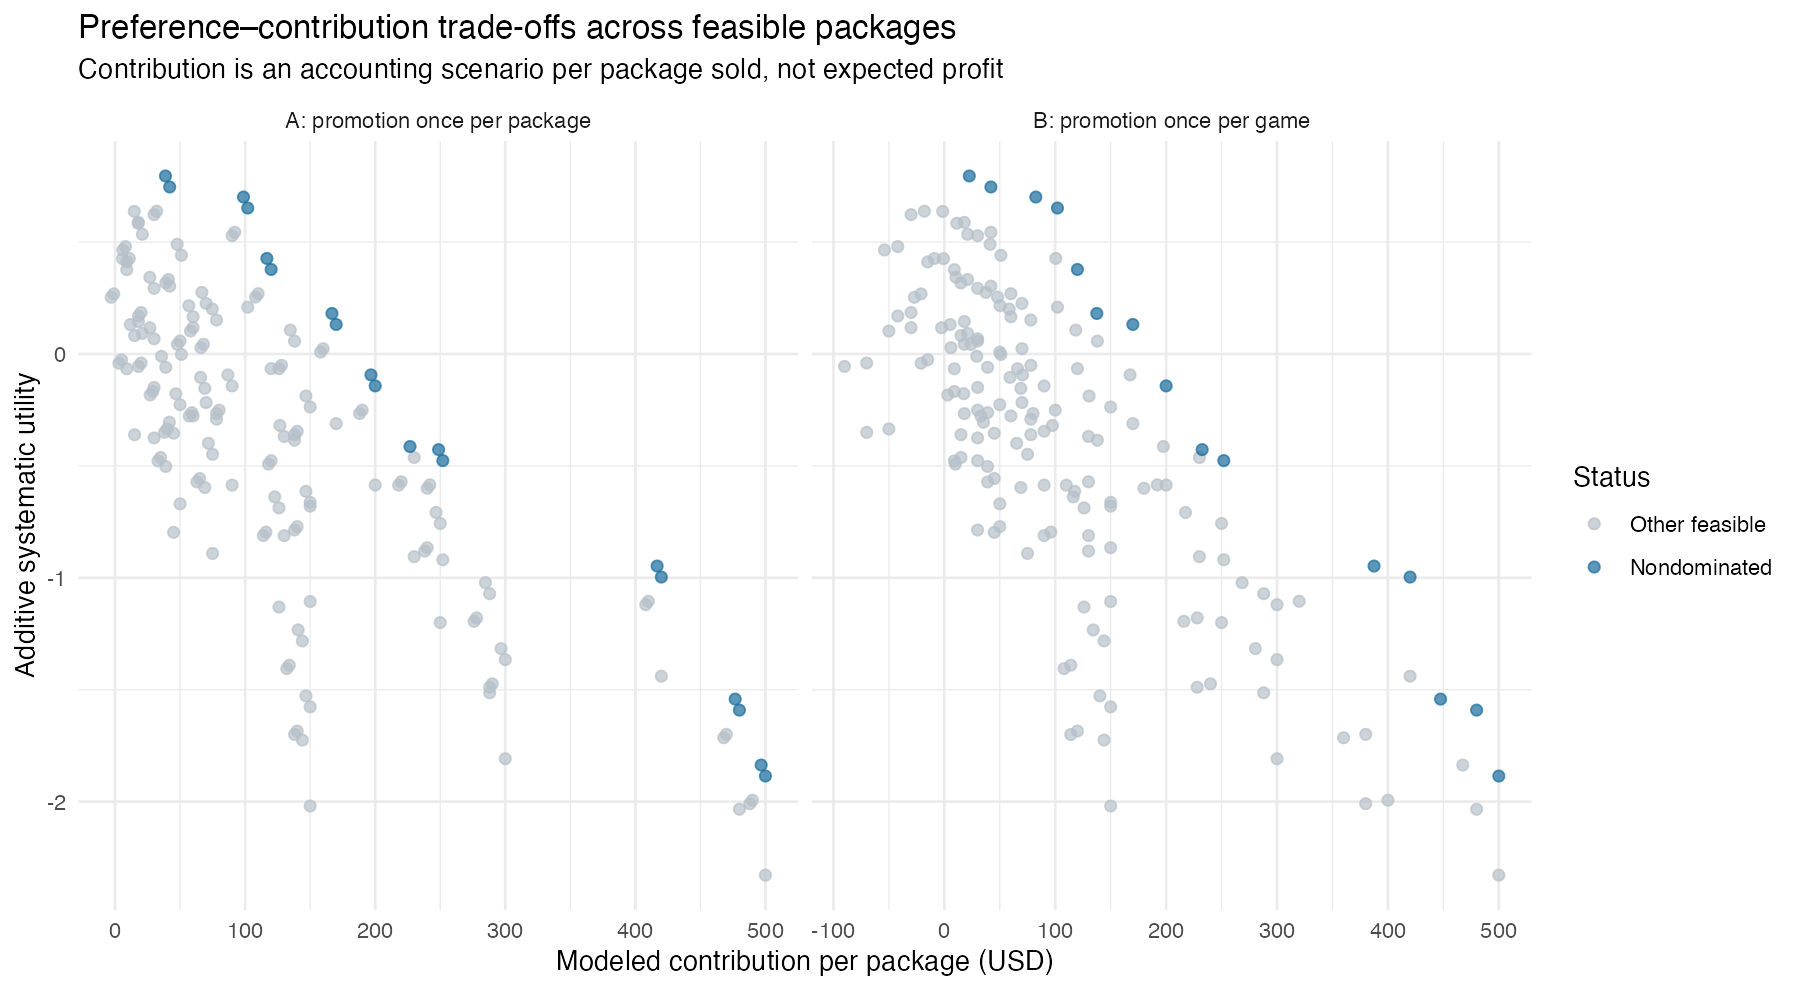 Preference–contribution trade-offs across feasible packages
Contribution is an accounting scenario per package sold, not expected profit
A: promotion once per package
B: promotion once per game
Additive systematic utility
0
-1
-2
0
100
200
300
400
500
-100
0
100
200
300
400
500
Modeled contribution per package (USD)
Status
Other feasible
Nondominated